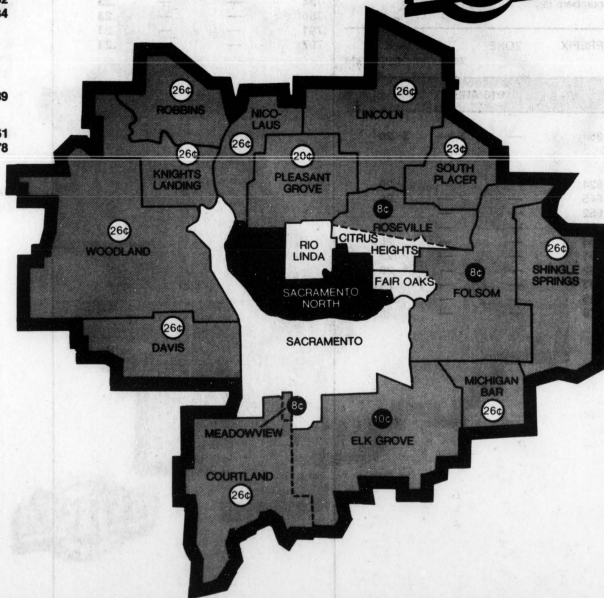 PREFIX ZONE
26¢
ROBBINS
26¢
NICO-
LAUS
26¢
LINCOLN
26¢
KNIGHTS
LANDING
20¢
PLEASANT
GROVE
23¢
SOUTH
PLACER
26¢
WOODLAND
8¢
ROSEVILLE
RIO
LINDA
CITRUS
HEIGHTS
FAIR OAKS
8¢
FOLSOM
26¢
SHINGLE
SPRINGS
SACRAMENTO
NORTH
26¢
DAVIS
SACRAMENTO
MICHIGAN
BAR
26¢
8¢
MEADOWVIEW
10¢
ELK GROVE
COURTLAND
26¢